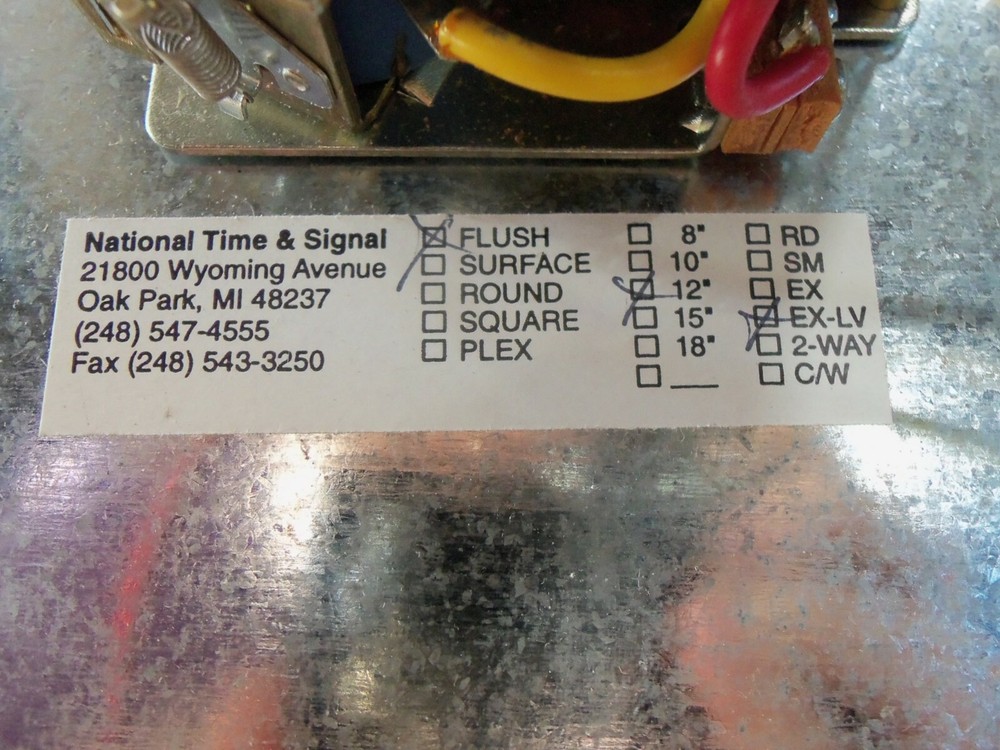 National Time & Signal
21800 Wyoming Avenue
Oak Park, MI 48237
(248) 547-4555
Fax (248) 543-3250
FLUSH
SURFACE
ROUND
SQUARE
PLEX
8"
10"
12"
15"
18"
___
RD
SM
EX
EX-LV
2-WAY
C/W